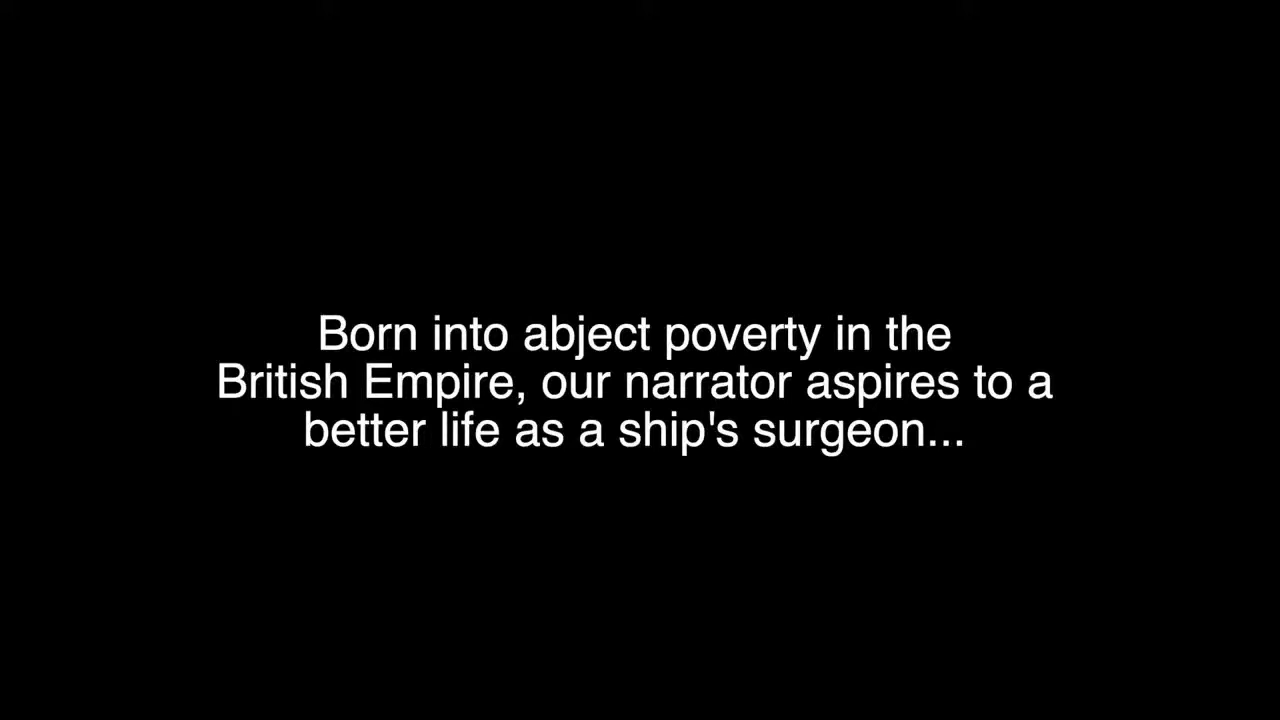 Born into abject poverty in the
British Empire, our narrator aspires to a
better life as a ship's surgeon...